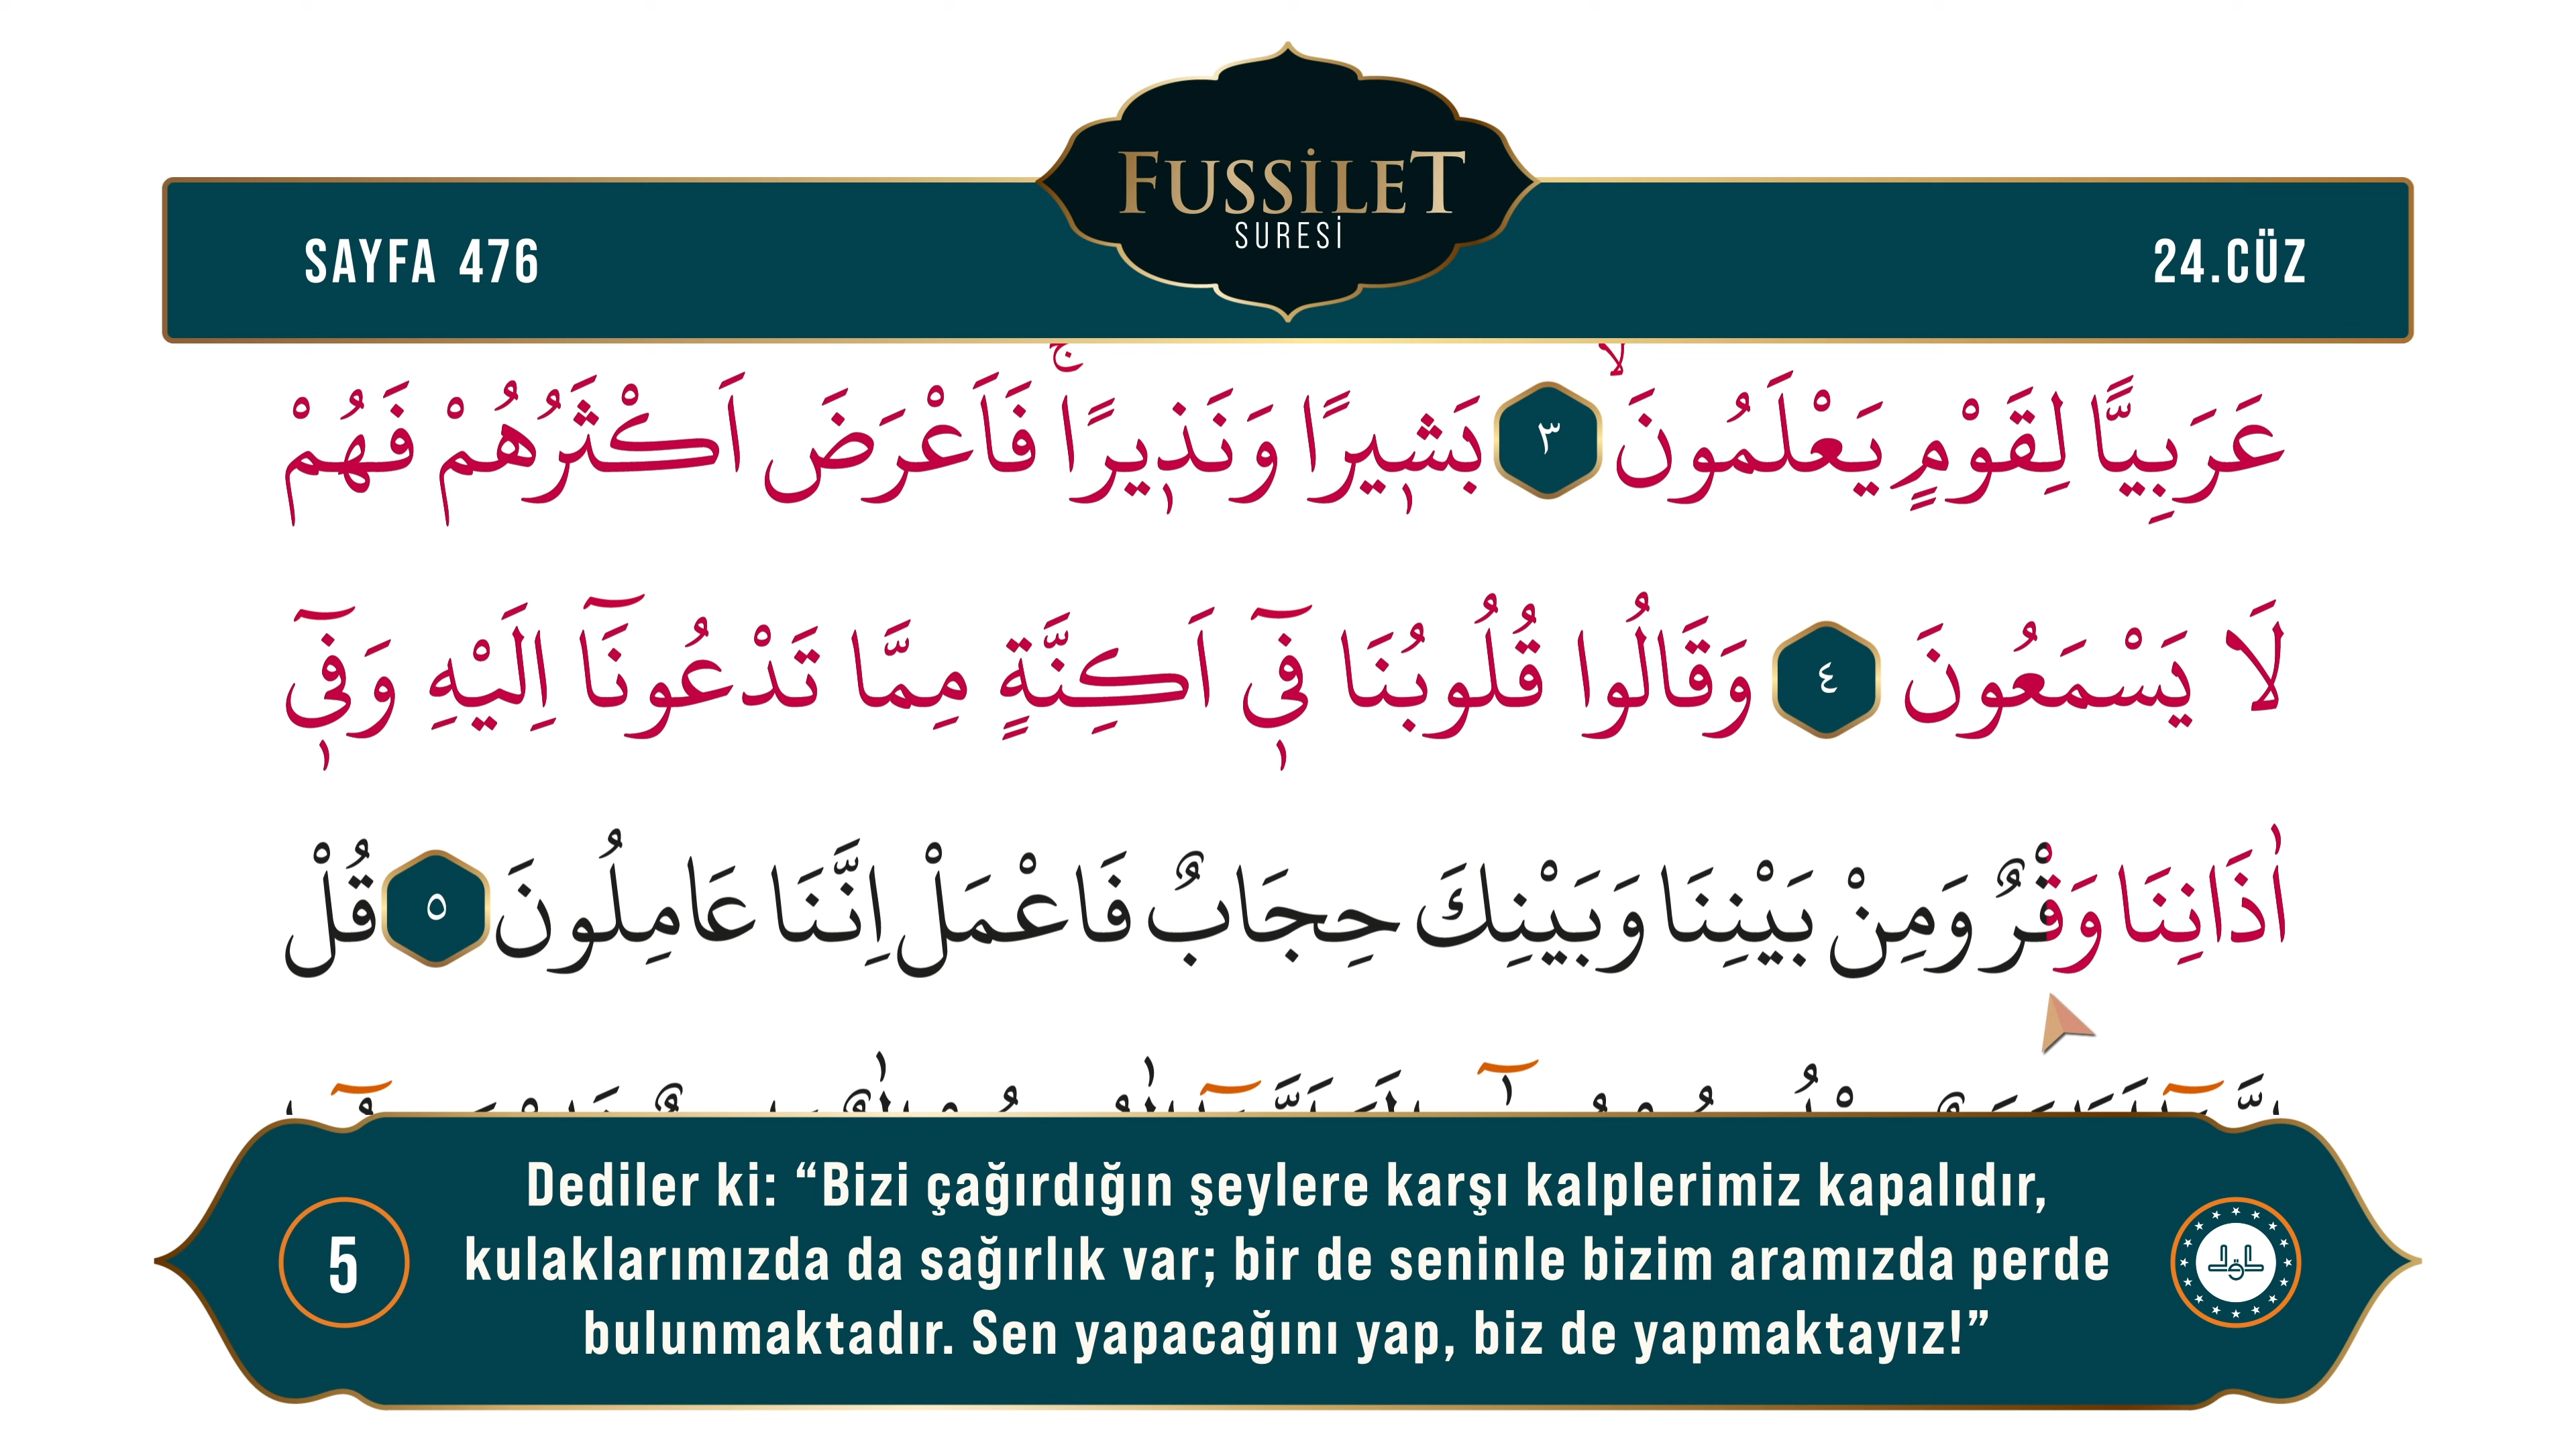 FUSSİLET
SURESİ
SAYFA 476
24.CÜZ
عَرَبِيًّا لِقَوْمٍ يَعْلَمُونَۙ ٣ بَشٖيرًا وَنَذٖيرًاۚ فَاَعْرَضَ اَكْثَرُهُمْ فَهُمْ
لَا يَسْمَعُونَ ٤ وَقَالُوا قُلُوبُنَا فٖٓي اَكِنَّةٍ مِمَّا تَدْعُونَٓا اِلَيْهِ وَفٖٓي
اٰذَانِنَا وَقْرٌ وَمِنْ بَيْنِنَا وَبَيْنِكَ حِجَابٌ فَاعْمَلْ اِنَّنَا عَامِلُونَ ٥ قُلْ
5
Dediler ki: “Bizi çağırdığın şeylere karşı kalplerimiz kapalıdır,
kulaklarımızda da sağırlık var; bir de seninle bizim aramızda perde
bulunmaktadır. Sen yapacağını yap, biz de yapmaktayız!”